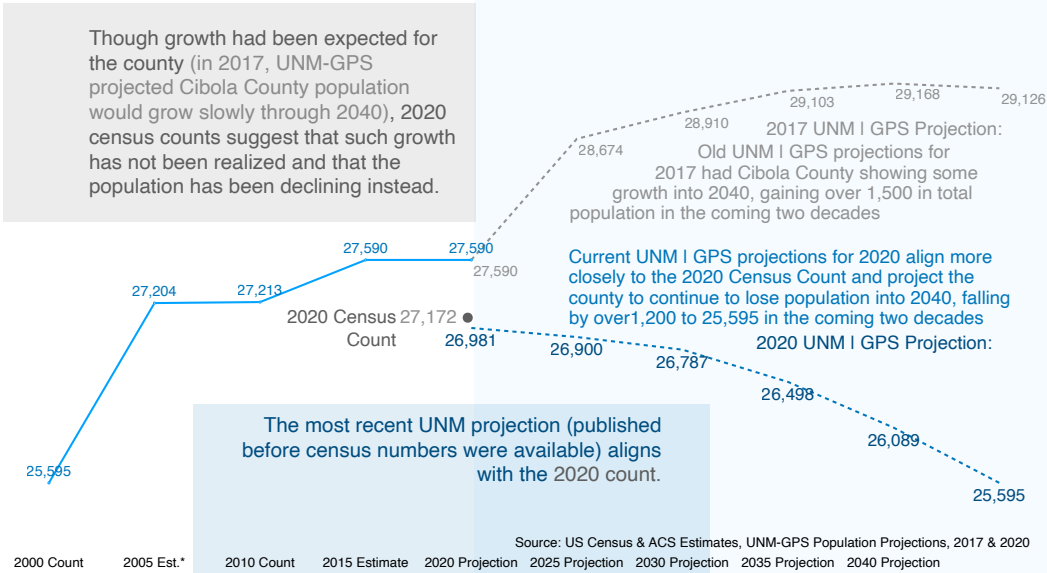 Though growth had been expected for
the county (in 2017, UNM-GPS
projected Cibola County population
would grow slowly through 2040), 2020
census counts suggest that such growth
has not been realized and that the
population has been declining instead.
28,674
28,910
29,103
29,168
29,126
2017 UNM | GPS Projection:
Old UNM | GPS projections for
2017 had Cibola County showing some
growth into 2040, gaining over 1,500 in total
population in the coming two decades
25,595
27,204
27,213
27,590
27,590
27,590
Current UNM | GPS projections for 2020 align more
closely to the 2020 Census Count and project the
county to continue to lose population into 2040, falling
by over1,200 to 25,595 in the coming two decades
2020 UNM | GPS Projection:
2020 Census 27,172
Count
26,981
26,900
26,787
26,498
26,089
25,595
The most recent UNM projection (published
before census numbers were available) aligns
with the 2020 count.
Source: US Census & ACS Estimates, UNM-GPS Population Projections, 2017 & 2020
2000 Count 2005 Est.* 2010 Count 2015 Estimate 2020 Projection 2025 Projection 2030 Projection 2035 Projection 2040 Projection